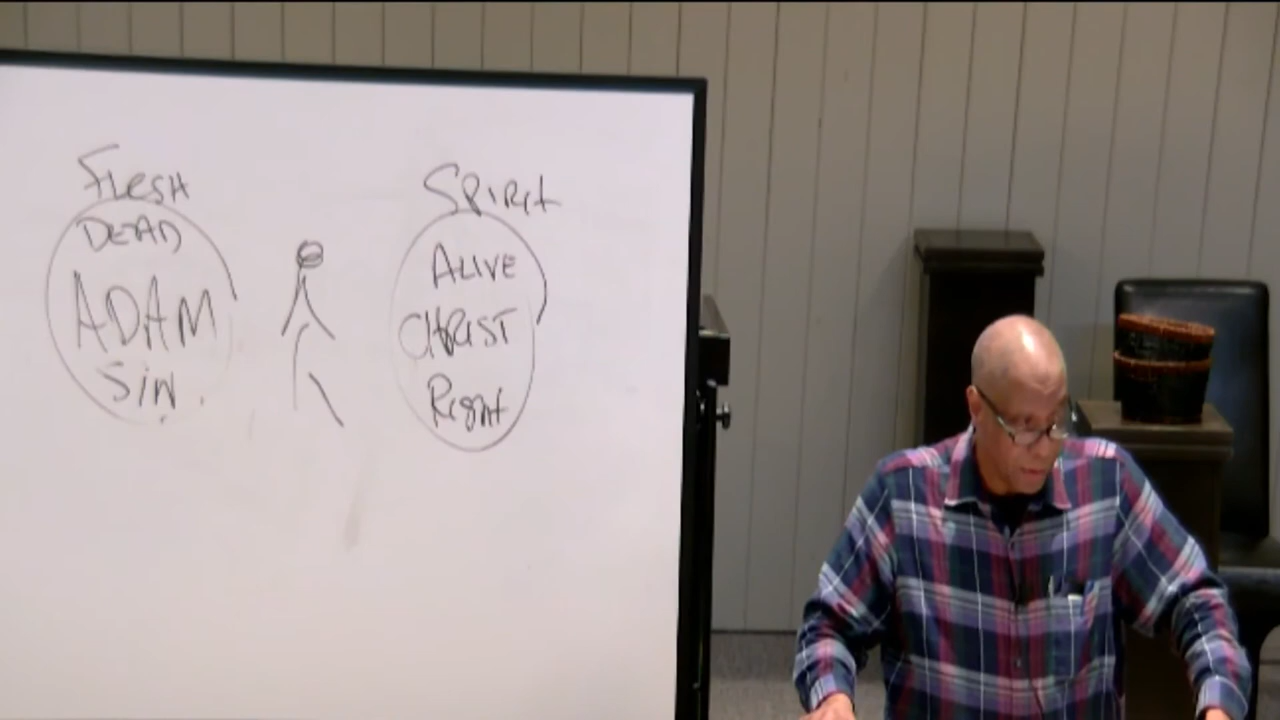 FLESH
DEAD
ADAM
SIN.
SPIRIT
ALIVE
CHRIST
Right